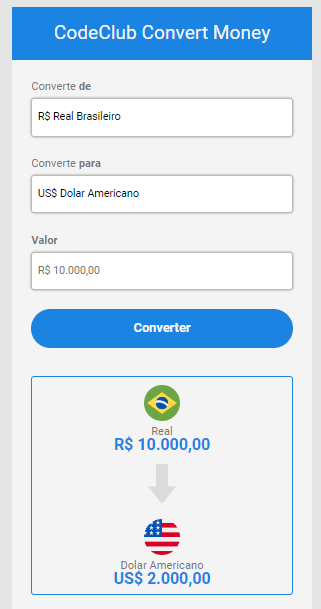 CodeClub Convert Money
Converte de
R$ Real Brasileiro
Converte para
US$ Dolar Americano
Valor
R$ 10.000,00
Converter
Real
R$ 10.000,00
Dolar Americano
US$ 2.000,00